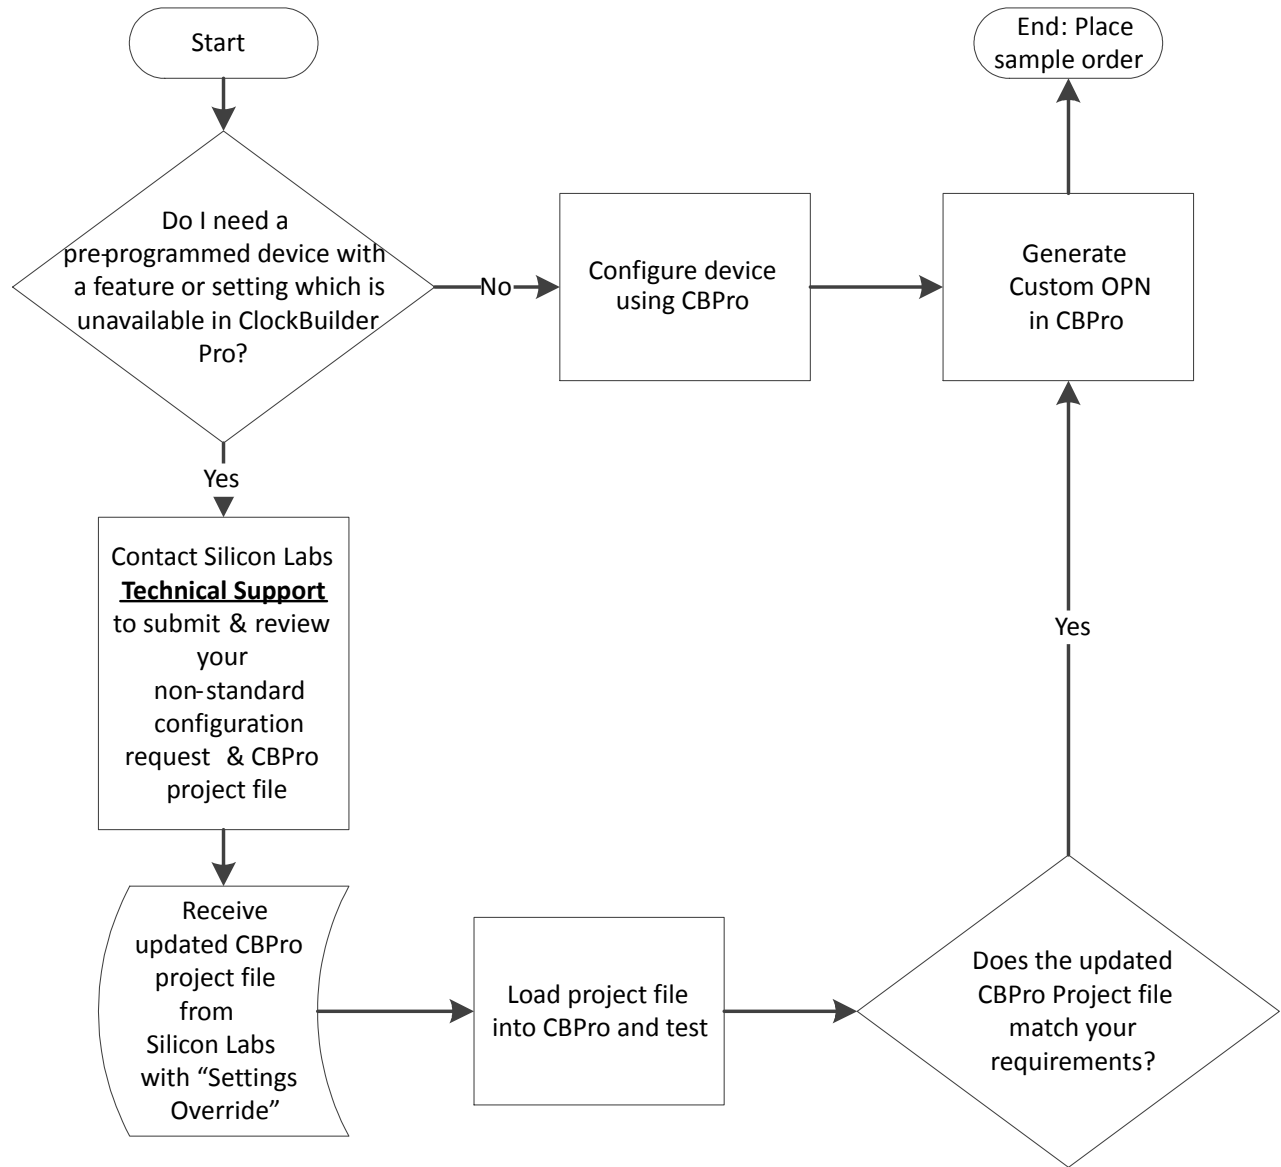 Start
End: Place
sample order
Do I need a
pre-programmed device with
a feature or setting which is
unavailable in ClockBuilder
Pro?
No
Configure device
using CBPro
Generate
Custom OPN
in CBPro
Yes
Contact Silicon Labs
Technical Support
to submit & review
your
non-standard
configuration
request & CBPro
project file
Yes
Receive
updated CBPro
project file
from
Silicon Labs
with “Settings
Override”
Load project file
into CBPro and test
Does the updated
CBPro Project file
match your
requirements?